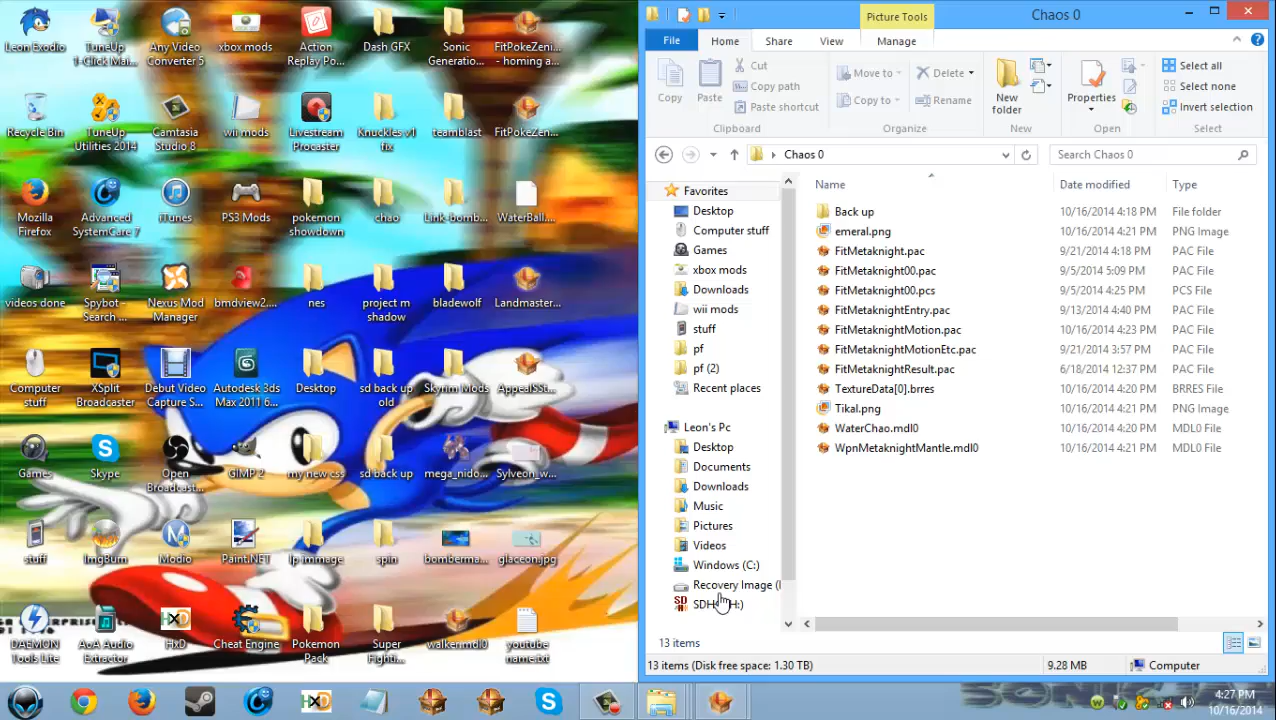 Leon Exodio
TuneUp
1-Click Mai...
Any Video
Converter 5
xbox mods
Action
Replay Po...
Dash GFX
Sonic
Generatio...
FitPokeZeni...
- homing a...
Recycle Bin
TuneUp
Utilities 2014
Camtasia
Studio 8
wii mods
Livestream
Procaster
Knuckles v1
fix
teamblast
FitPokeZen...
Mozilla
Firefox
Advanced
SystemCare 7
iTunes
PS3 Mods
pokemon
showdown
chao
Link-bomb...
WaterBall....
videos done
Spybot -
Search ...
Nexus Mod
Manager
bmdview2...
nes
project m
shadow
bladewolf
Landmaster...
Computer
stuff
XSplit
Broadcaster
Debut Video
Capture S...
Autodesk 3ds
Max 2011 6...
Desktop
sd back up
old
Skyrim Mods
AppealSSt...
Games
Skype
Open
Broadcast...
GIMP 2
my new css
sd back up
mega_nido...
Sylveon_w...
stuff
ImgBurn
Modio
Paint.NET
lp immage
spin
bomberma...
glaceon.jpg
DAEMON
Tools Lite
AoA Audio
Extractor
HxD
Cheat Engine
Pokemon
Pack
Super
Fighti...
walker.mdl0
youtube
name.txt
Picture Tools
Chaos 0
File
Home
Share
View
Manage
Copy
Paste
Cut
Copy path
Paste shortcut
Clipboard
Move to
Copy to
Delete
Rename
Organize
New
folder
New
Properties
Open
Select all
Select none
Invert selection
Select
Chaos 0
Search Chaos 0
Favorites
Desktop
Computer stuff
Games
xbox mods
Downloads
wii mods
stuff
pf
pf (2)
Recent places
Leon's Pc
Desktop
Documents
Downloads
Music
Pictures
Videos
Windows (C:)
Recovery Image (
H:)
Name Date modified Type
Back up 10/16/2014 4:18 PM File folder
emeral.png 10/16/2014 4:21 PM PNG Image
FitMetaknight.pac 9/21/2014 4:18 PM PAC File
FitMetaknight00.pac 9/5/2014 5:09 PM PAC File
FitMetaknight00.pcs 9/5/2014 4:25 PM PCS File
FitMetaknightEntry.pac 9/13/2014 4:40 PM PAC File
FitMetaknightMotion.pac 10/16/2014 4:23 PM PAC File
FitMetaknightMotionEtc.pac 9/21/2014 3:57 PM PAC File
FitMetaknightResult.pac 6/18/2014 12:37 PM PAC File
TextureData[0].brres 10/16/2014 4:20 PM BRRES File
Tikal.png 10/16/2014 4:21 PM PNG Image
WaterChao.mdl0 10/16/2014 4:20 PM MDL0 File
WpnMetaknightMantle.mdl0 10/16/2014 4:21 PM MDL0 File
13 items
13 items (Disk free space: 1.30 TB) 9.28 MB Computer
4:27 PM
10/16/2014